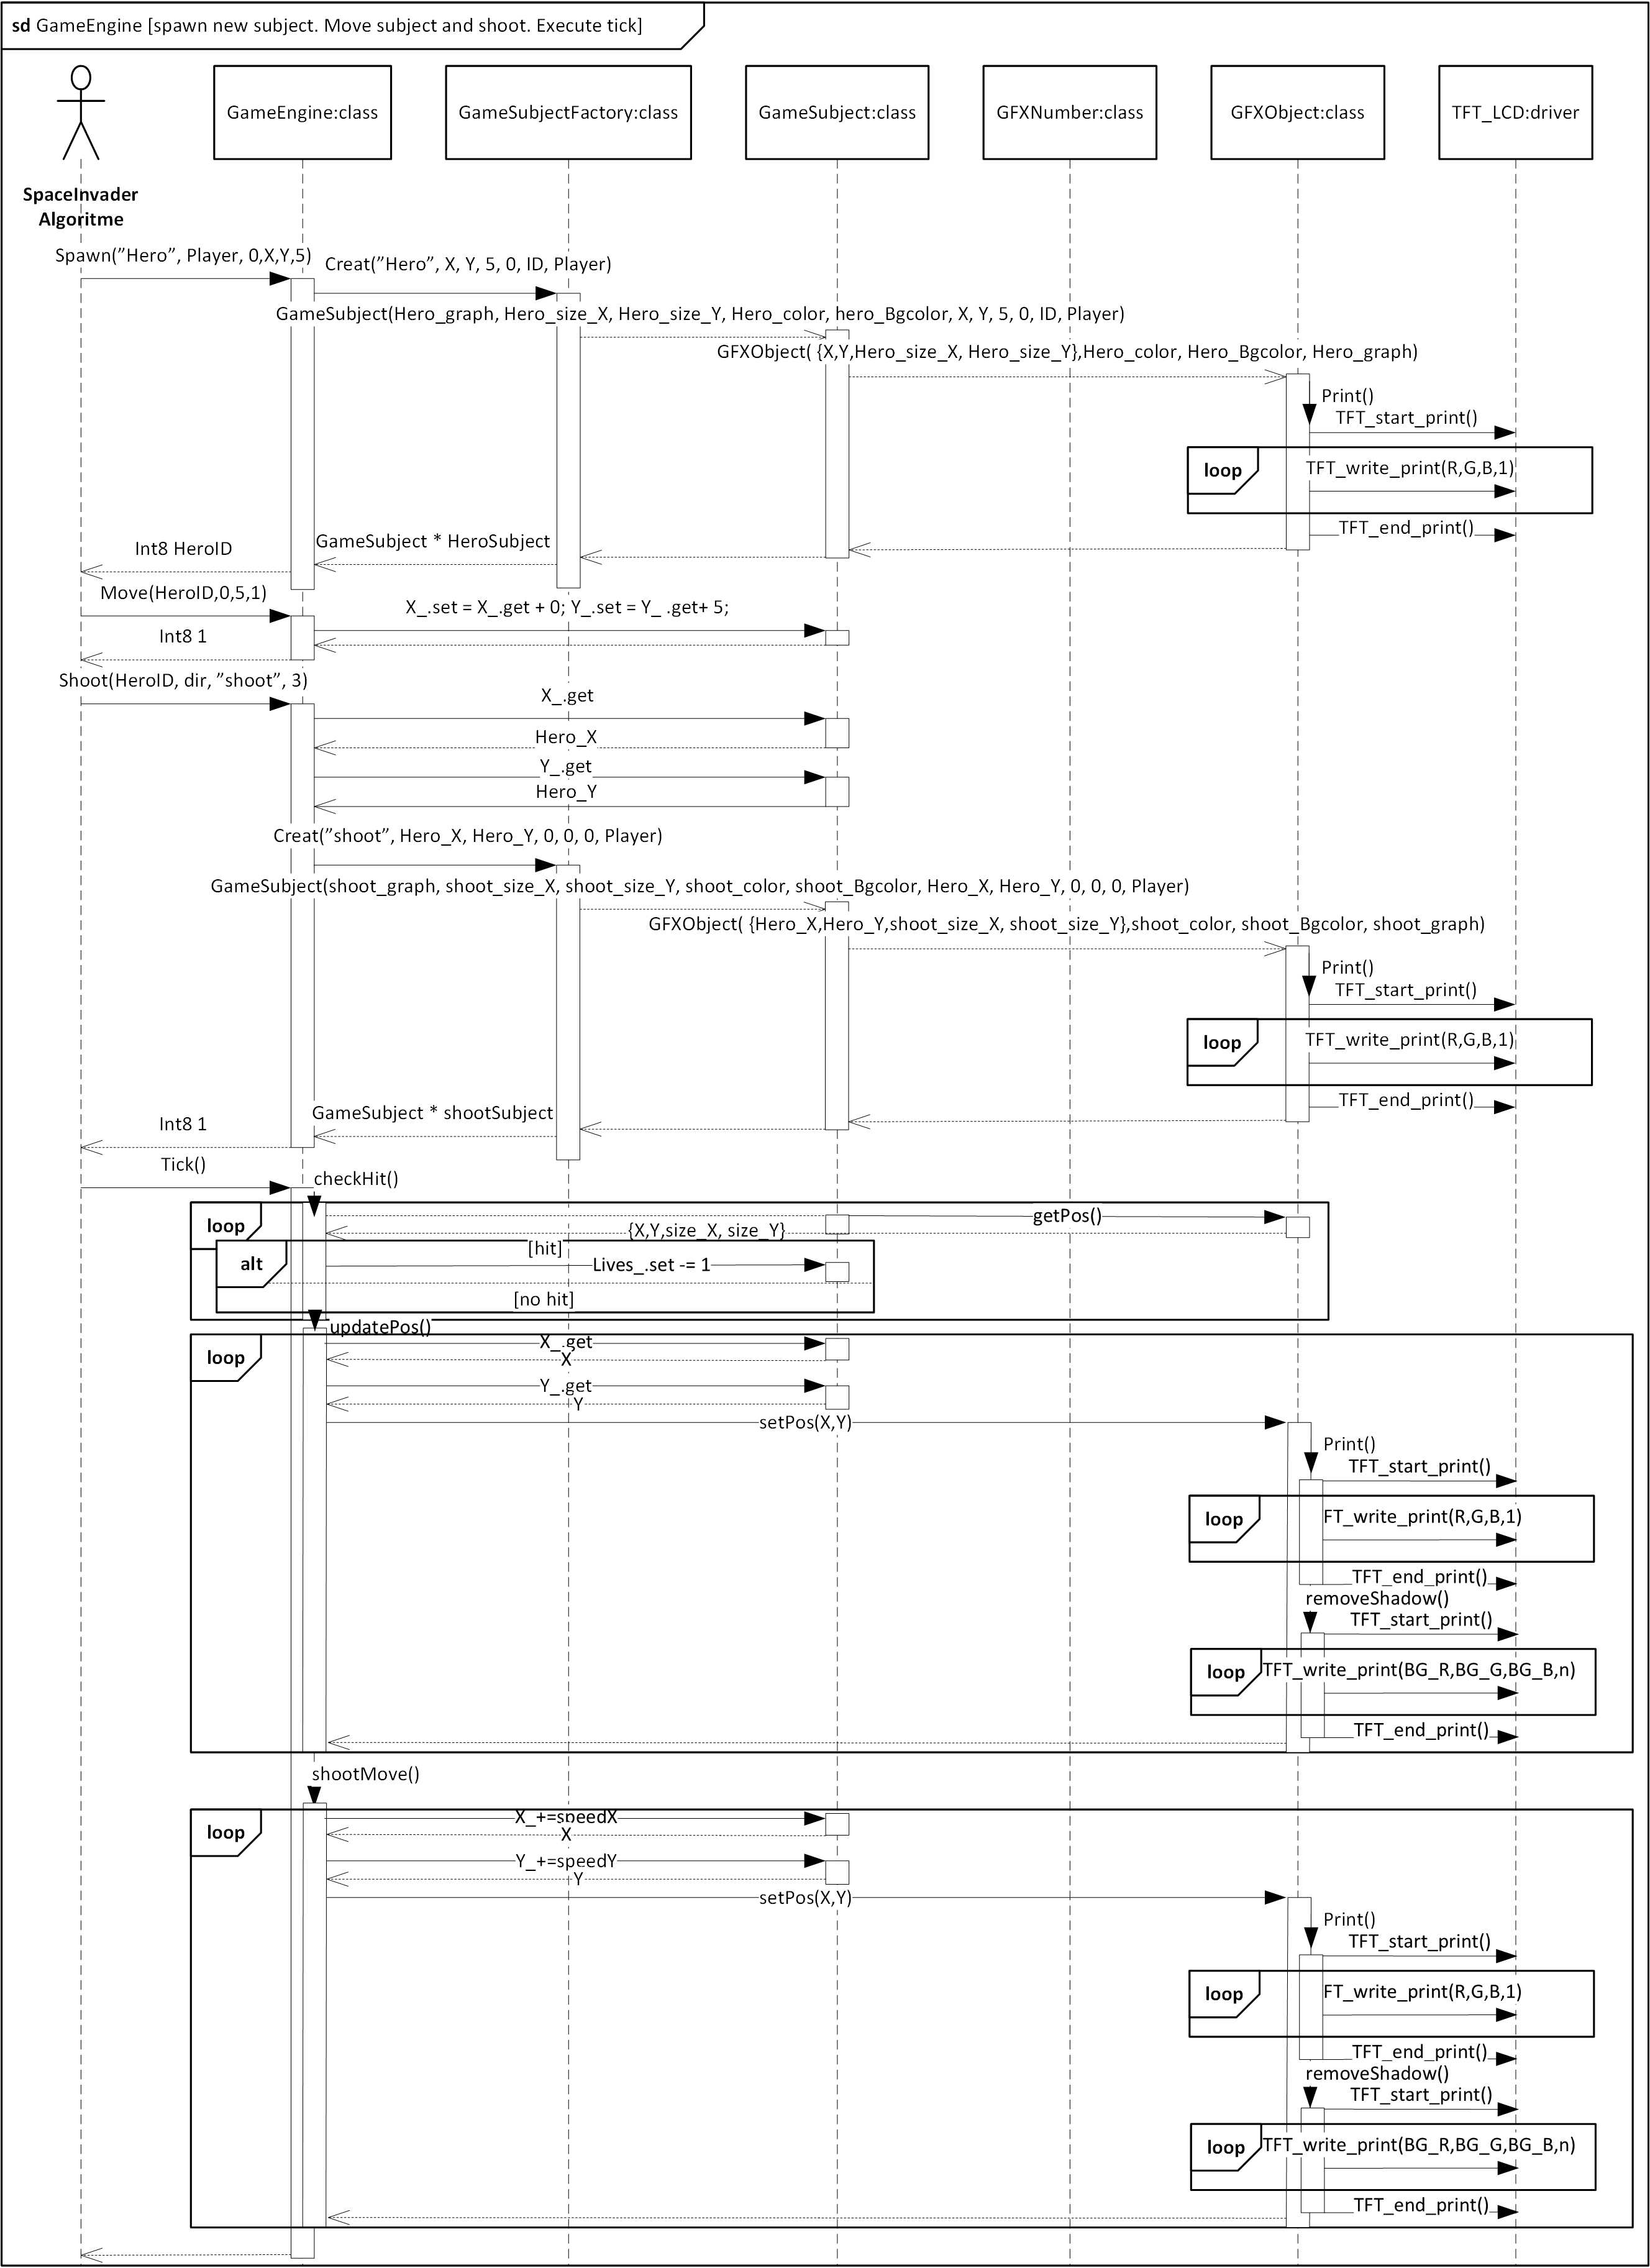 sd GameEngine [spawn new subject. Move subject and shoot. Execute tick]
GameEngine:class
GameSubjectFactory:class
GameSubject:class
GFXNumber:class
GFXObject:class
TFT_LCD:driver
SpaceInvader
Algoritme
Spawn(”Hero”, Player, 0,X,Y,5)
Creat(”Hero”, X, Y, 5, 0, ID, Player)
GameSubject(Hero_graph, Hero_size_X, Hero_size_Y, Hero_color, hero_Bgcolor, X, Y, 5, 0, ID, Player)
GFXObject( {X,Y,Hero_size_X, Hero_size_Y},Hero_color, Hero_Bgcolor, Hero_graph)
Print()
TFT_start_print()
loop
TFT_write_print(R,G,B,1)
TFT_end_print()
GameSubject * HeroSubject
Int8 HeroID
Move(HeroID,0,5,1)
X_.set = X_.get + 0; Y_.set = Y_ .get+ 5;
Int8 1
Shoot(HeroID, dir, ”shoot”, 3)
X_.get
Hero_X
Y_.get
Hero_Y
Creat(”shoot”, Hero_X, Hero_Y, 0, 0, 0, Player)
GameSubject(shoot_graph, shoot_size_X, shoot_size_Y, shoot_color, shoot_Bgcolor, Hero_X, Hero_Y, 0, 0, 0, Player)
GFXObject( {Hero_X,Hero_Y,shoot_size_X, shoot_size_Y},shoot_color, shoot_Bgcolor, shoot_graph)
Print()
TFT_start_print()
loop
TFT_write_print(R,G,B,1)
TFT_end_print()
GameSubject * shootSubject
Int8 1
Tick()
checkHit()
loop
getPos()
{X,Y,size_X, size_Y}
alt
[hit]
Lives_.set -= 1
[no hit]
updatePos()
loop
X_.get
X
Y_.get
Y
setPos(X,Y)
Print()
TFT_start_print()
loop
FT_write_print(R,G,B,1)
TFT_end_print()
removeShadow()
TFT_start_print()
loop
TFT_write_print(BG_R,BG_G,BG_B,n)
TFT_end_print()
shootMove()
loop
X_+=speedX
X
Y_+=speedY
Y
setPos(X,Y)
Print()
TFT_start_print()
loop
FT_write_print(R,G,B,1)
TFT_end_print()
removeShadow()
TFT_start_print()
loop
TFT_write_print(BG_R,BG_G,BG_B,n)
TFT_end_print()